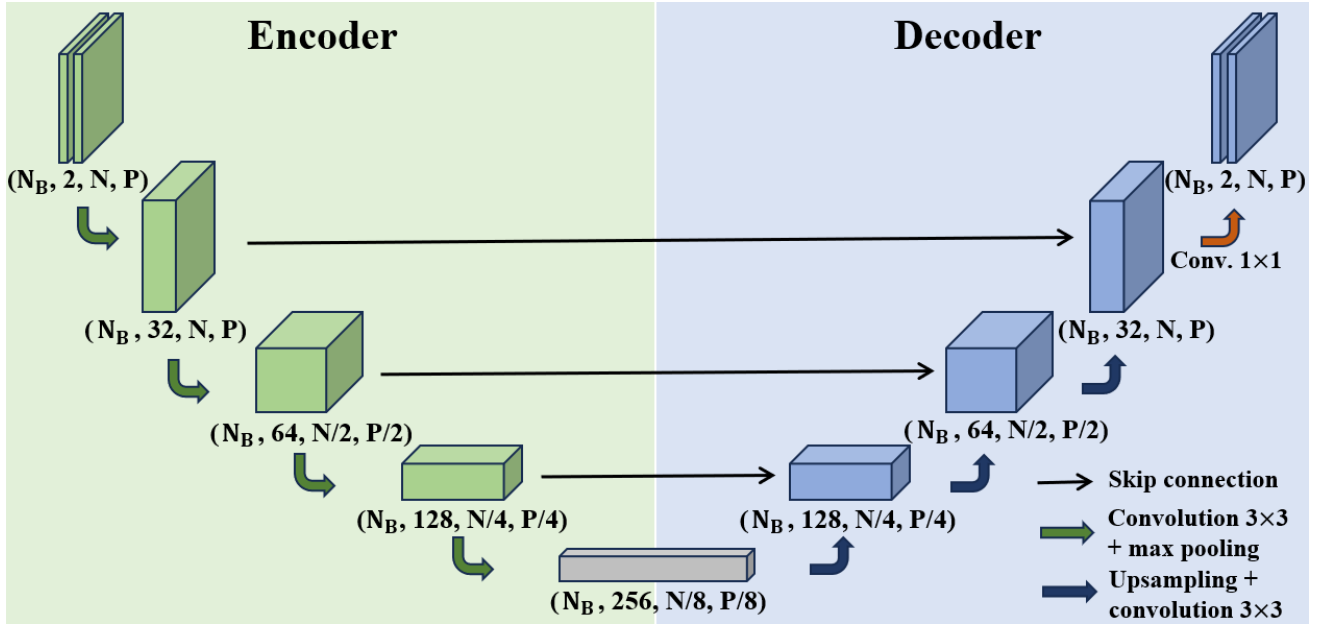 Encoder
Decoder
(N_B, 2, N, P)
(N_B, 2, N, P)
Conv. 1×1
(N_B, 32, N, P)
(N_B, 32, N, P)
(N_B, 64, N/2, P/2)
(N_B, 64, N/2, P/2)
(N_B, 128, N/4, P/4)
(N_B, 128, N/4, P/4)
(N_B, 256, N/8, P/8)
Skip connection
Convolution 3×3
+ max pooling
Upsampling +
convolution 3×3